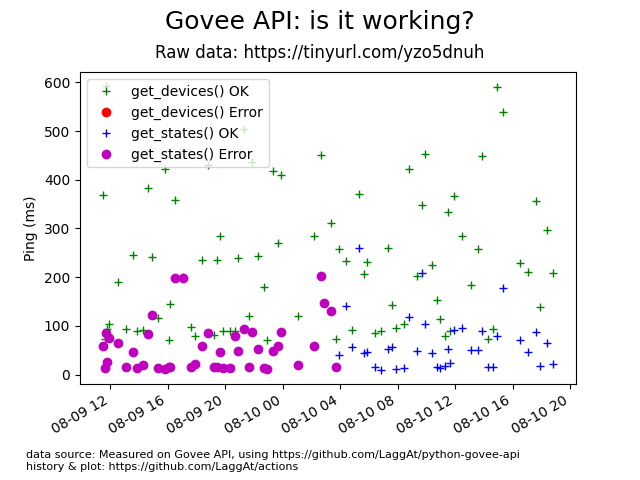 Govee API: is it working?
Raw data: https://tinyurl.com/yzo5dnuh
get_devices() OK
get_devices() Error
get_states() OK
get_states() Error
600
500
400
300
200
100
0
Ping (ms)
08-09 12
08-09 16
08-09 20
08-10 00
08-10 04
08-10 08
08-10 12
08-10 16
08-10 20
data source: Measured on Govee API, using https://github.com/LaggAt/python-govee-api
history & plot: https://github.com/LaggAt/actions